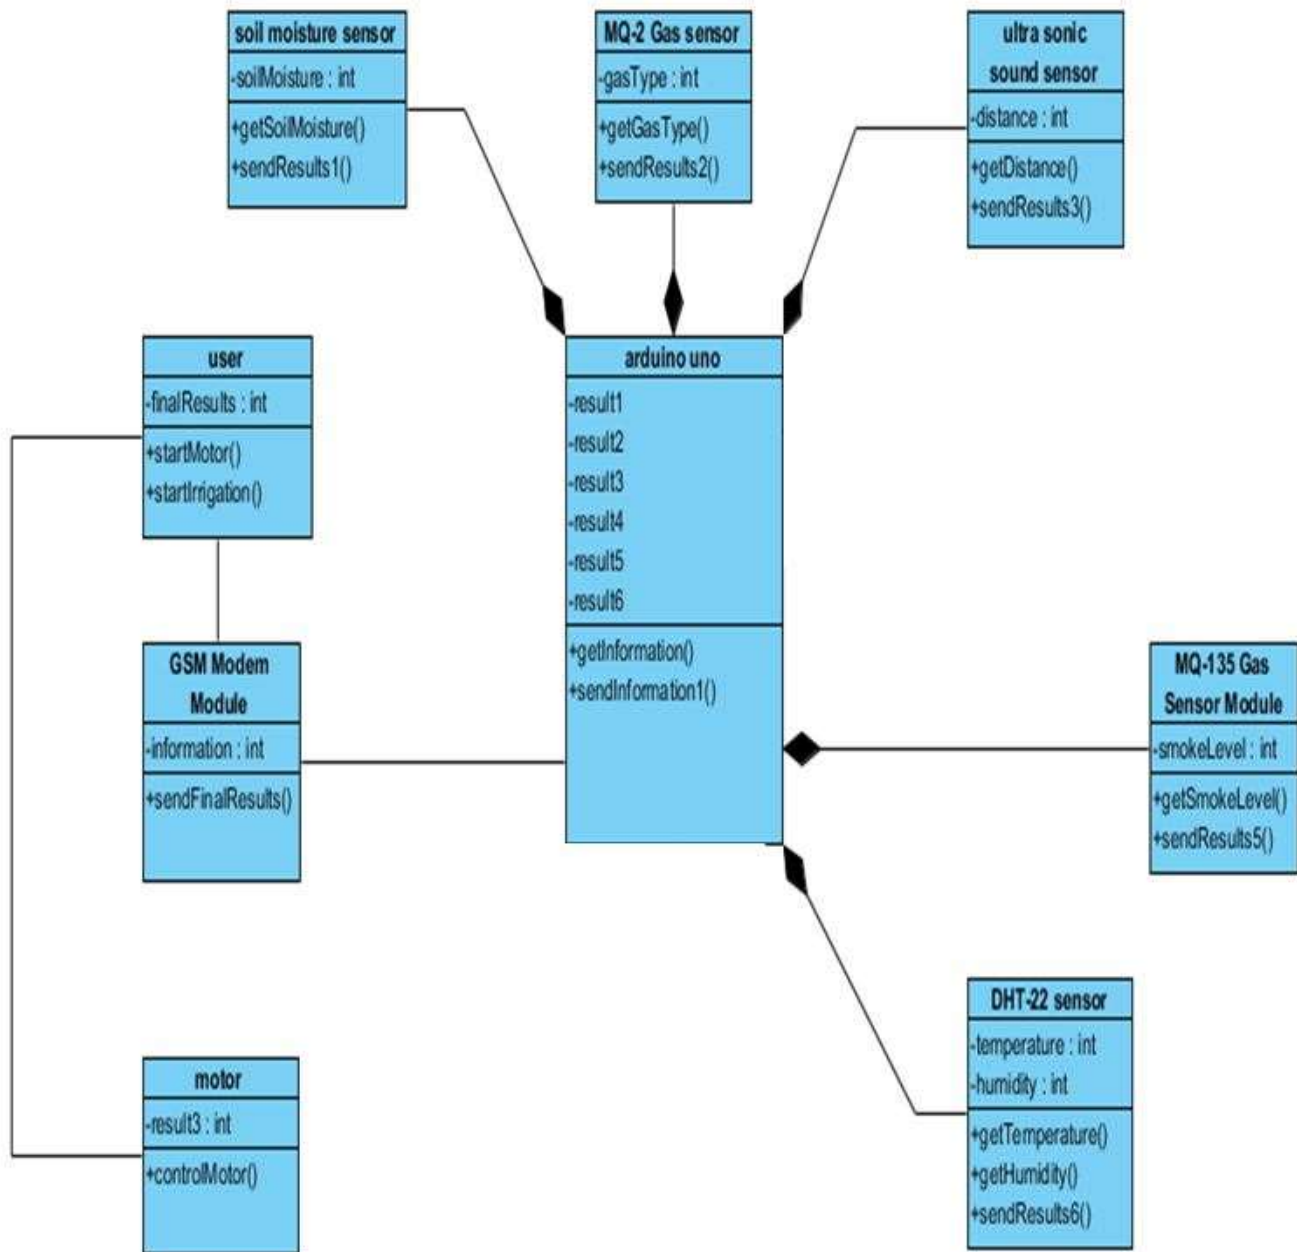 soil moisture sensor
-soilMoisture : int
+getSoilMoisture()
+sendResults1()
MQ-2 Gas sensor
-gasType : int
+getGasType()
+sendResults2()
ultra sonic
sound sensor
-distance : int
+getDistance()
+sendResults3()
user
-finalResults : int
+startMotor()
+startIrrigation()
arduino uno
-result1
-result2
-result3
-result4
-result5
-result6
+getInformation()
+sendInformation1()
GSM Modem
Module
-information : int
+sendFinalResults()
MQ-135 Gas
Sensor Module
-smokeLevel : int
+getSmokeLevel()
+sendResults5()
DHT-22 sensor
-temperature : int
-humidity : int
+getTemperature()
+getHumidity()
+sendResults6()
motor
-result3 : int
+controlMotor()